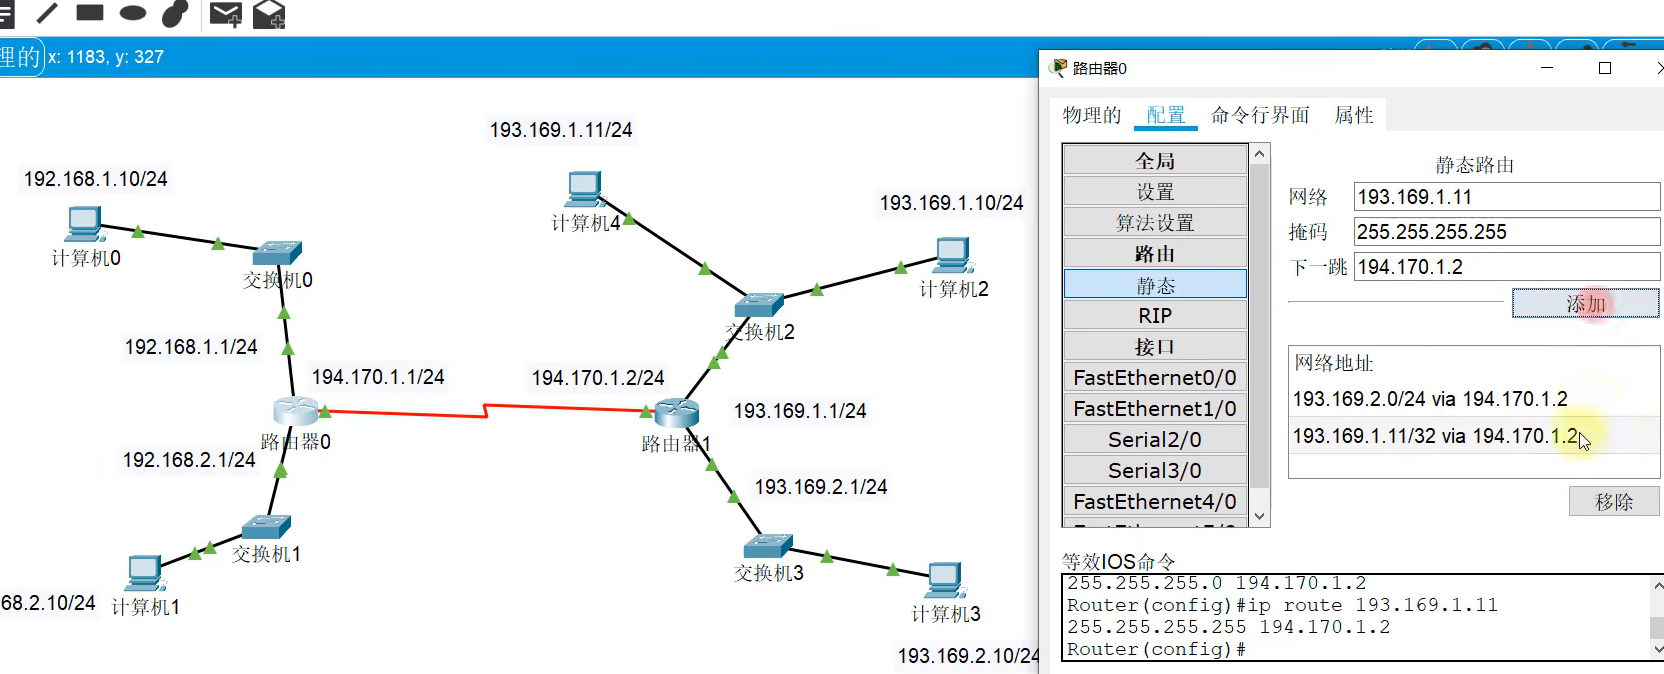 理的 x: 1183, y: 327
193.169.1.11/24
192.168.1.10/24
193.169.1.10/24
计算机4
计算机0
交换机0
计算机2
交换机2
192.168.1.1/24
194.170.1.1/24
194.170.1.2/24
193.169.1.1/24
路由器0
路由器1
192.168.2.1/24
193.169.2.1/24
交换机1
交换机3
68.2.10/24
计算机1
计算机3
193.169.2.10/24
路由器0
物理的 配置 命令行界面 属性
全局
设置
算法设置
路由
静态
RIP
接口
FastEthernet0/0
FastEthernet1/0
Serial2/0
Serial3/0
FastEthernet4/0
静态路由
网络 193.169.1.11
掩码 255.255.255.255
下一跳 194.170.1.2
添加
网络地址
193.169.2.0/24 via 194.170.1.2
193.169.1.11/32 via 194.170.1.2
移除
等效IOS命令
255.255.255.0 194.170.1.2
Router(config)#ip route 193.169.1.11
255.255.255.255 194.170.1.2
Router(config)#